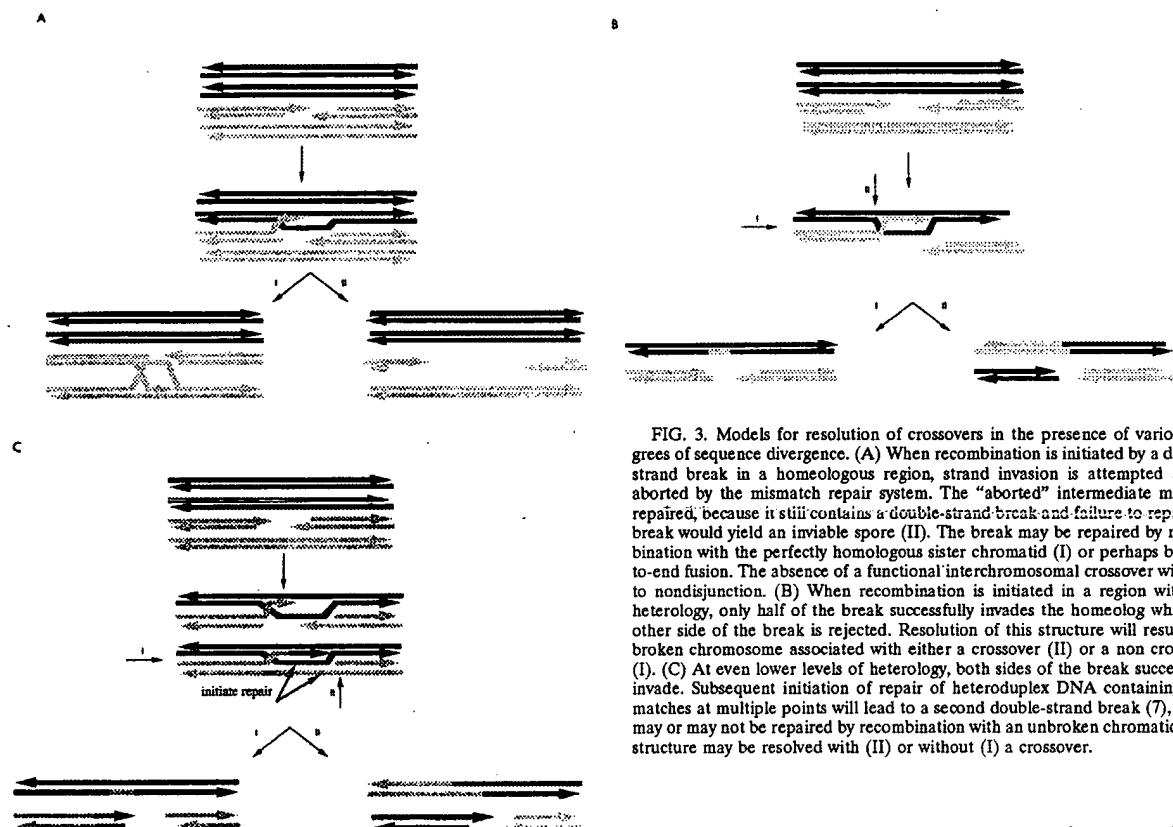 A
B
I
II
I
II
I
II
C
I
initiate repair
II
I
II
FIG. 3. Models for resolution of crossovers in the presence of vario
grees of sequence divergence. (A) When recombination is initiated by a d
strand break in a homeologous region, strand invasion is attempted
aborted by the mismatch repair system. The “aborted” intermediate m
repaired, because it still contains a double-strand break and failure to rep
break would yield an inviable spore (II). The break may be repaired by r
bination with the perfectly homologous sister chromatid (I) or perhaps b
to-end fusion. The absence of a functional interchromosomal crossover wi
to nondisjunction. (B) When recombination is initiated in a region wit
heterology, only half of the break successfully invades the homeolog wh
other side of the break is rejected. Resolution of this structure will resu
broken chromosome associated with either a crossover (II) or a non cro
(I). (C) At even lower levels of heterology, both sides of the break succe
invade. Subsequent initiation of repair of heteroduplex DNA containin
matches at multiple points will lead to a second double-strand break (7),
may or may not be repaired by recombination with an unbroken chromatic
structure may be resolved with (II) or without (I) a crossover.